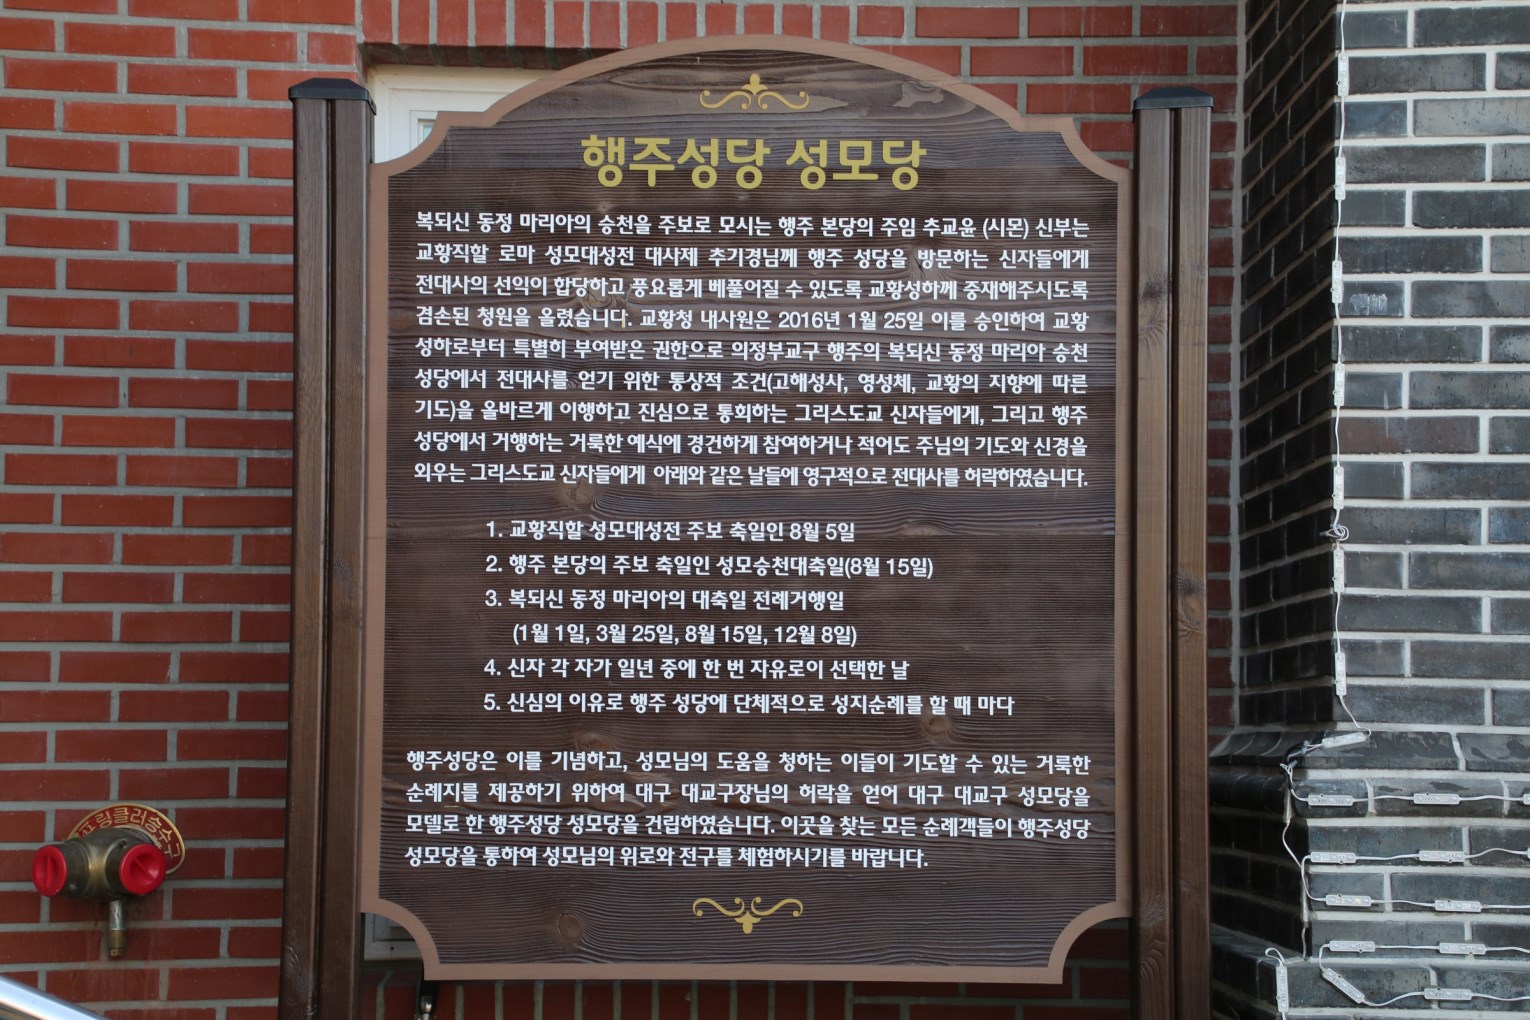 행주성당 성모당
복되신 동정 마리아의 승천을 주보로 모시는 행주 본당의 주임 추교윤 (시몬) 신부는
교황직할 로마 성모대성전 대사제 추기경님께 행주 성당을 방문하는 신자들에게
전대사의 선익이 합당하고 풍요롭게 베풀어질 수 있도록 교황성하께 중재해주시도록
겸손된 청원을 올렸습니다. 교황청 내사원은 2016년 1월 25일 이를 승인하여 교황
성하로부터 특별히 부여받은 권한으로 의정부교구 행주의 복되신 동정 마리아 승천
성당에서 전대사를 얻기 위한 통상적 조건(고해성사, 영성체, 교황의 지향에 따른
기도)을 올바르게 이행하고 진심으로 통회하는 그리스도교 신자들에게, 그리고 행주
성당에서 거행하는 거룩한 예식에 경건하게 참여하거나 적어도 주님의 기도와 신경을
외우는 그리스도교 신자들에게 아래와 같은 날들에 영구적으로 전대사를 허락하였습니다.
1. 교황직할 성모대성전 주보 축일인 8월 5일
2. 행주 본당의 주보 축일인 성모승천대축일(8월 15일)
3. 복되신 동정 마리아의 대축일 전례거행일
(1월 1일, 3월 25일, 8월 15일, 12월 8일)
4. 신자 각 자가 일년 중에 한 번 자유로이 선택한 날
5. 신심의 이유로 행주 성당에 단체적으로 성지순례를 할 때 마다
행주성당은 이를 기념하고, 성모님의 도움을 청하는 이들이 기도할 수 있는 거룩한
순례지를 제공하기 위하여 대구 대교구장님의 허락을 얻어 대구 대교구 성모당을
모델로 한 행주성당 성모당을 건립하였습니다. 이곳을 찾는 모든 순례객들이 행주성당
성모당을 통하여 성모님의 위로와 전구를 체험하시기를 바랍니다.